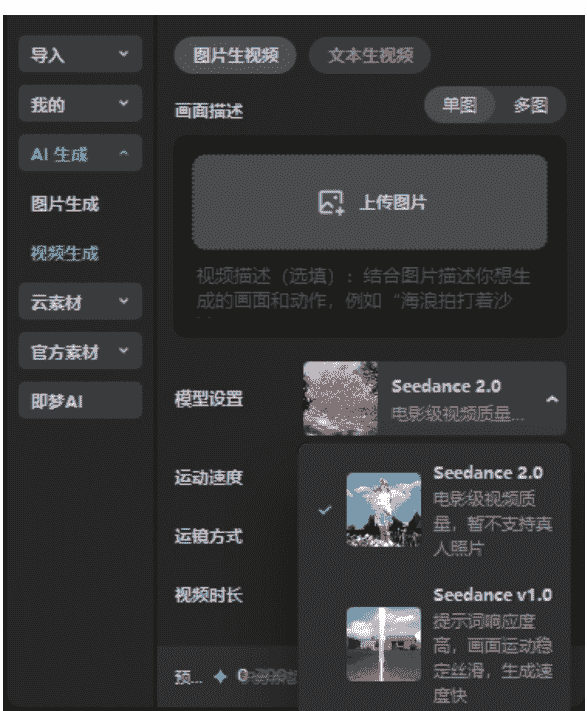 导入
我的
AI 生成
图片生成
视频生成
云素材
官方素材
即梦AI
图片生视频 文本生视频
画面描述 单图 多图
上传图片
视频描述（选填）：结合图片描述你想生
成的画面和动作，例如“海浪拍打着沙
模型设置
Seedance 2.0
电影级视频质量...
Seedance 2.0
电影级视频质
量，暂不支持真
人照片
Seedance v1.0
提示词响应度
高，画面运动稳
定丝滑，生成速
度快
运动速度
运镜方式
视频时长
预... 0